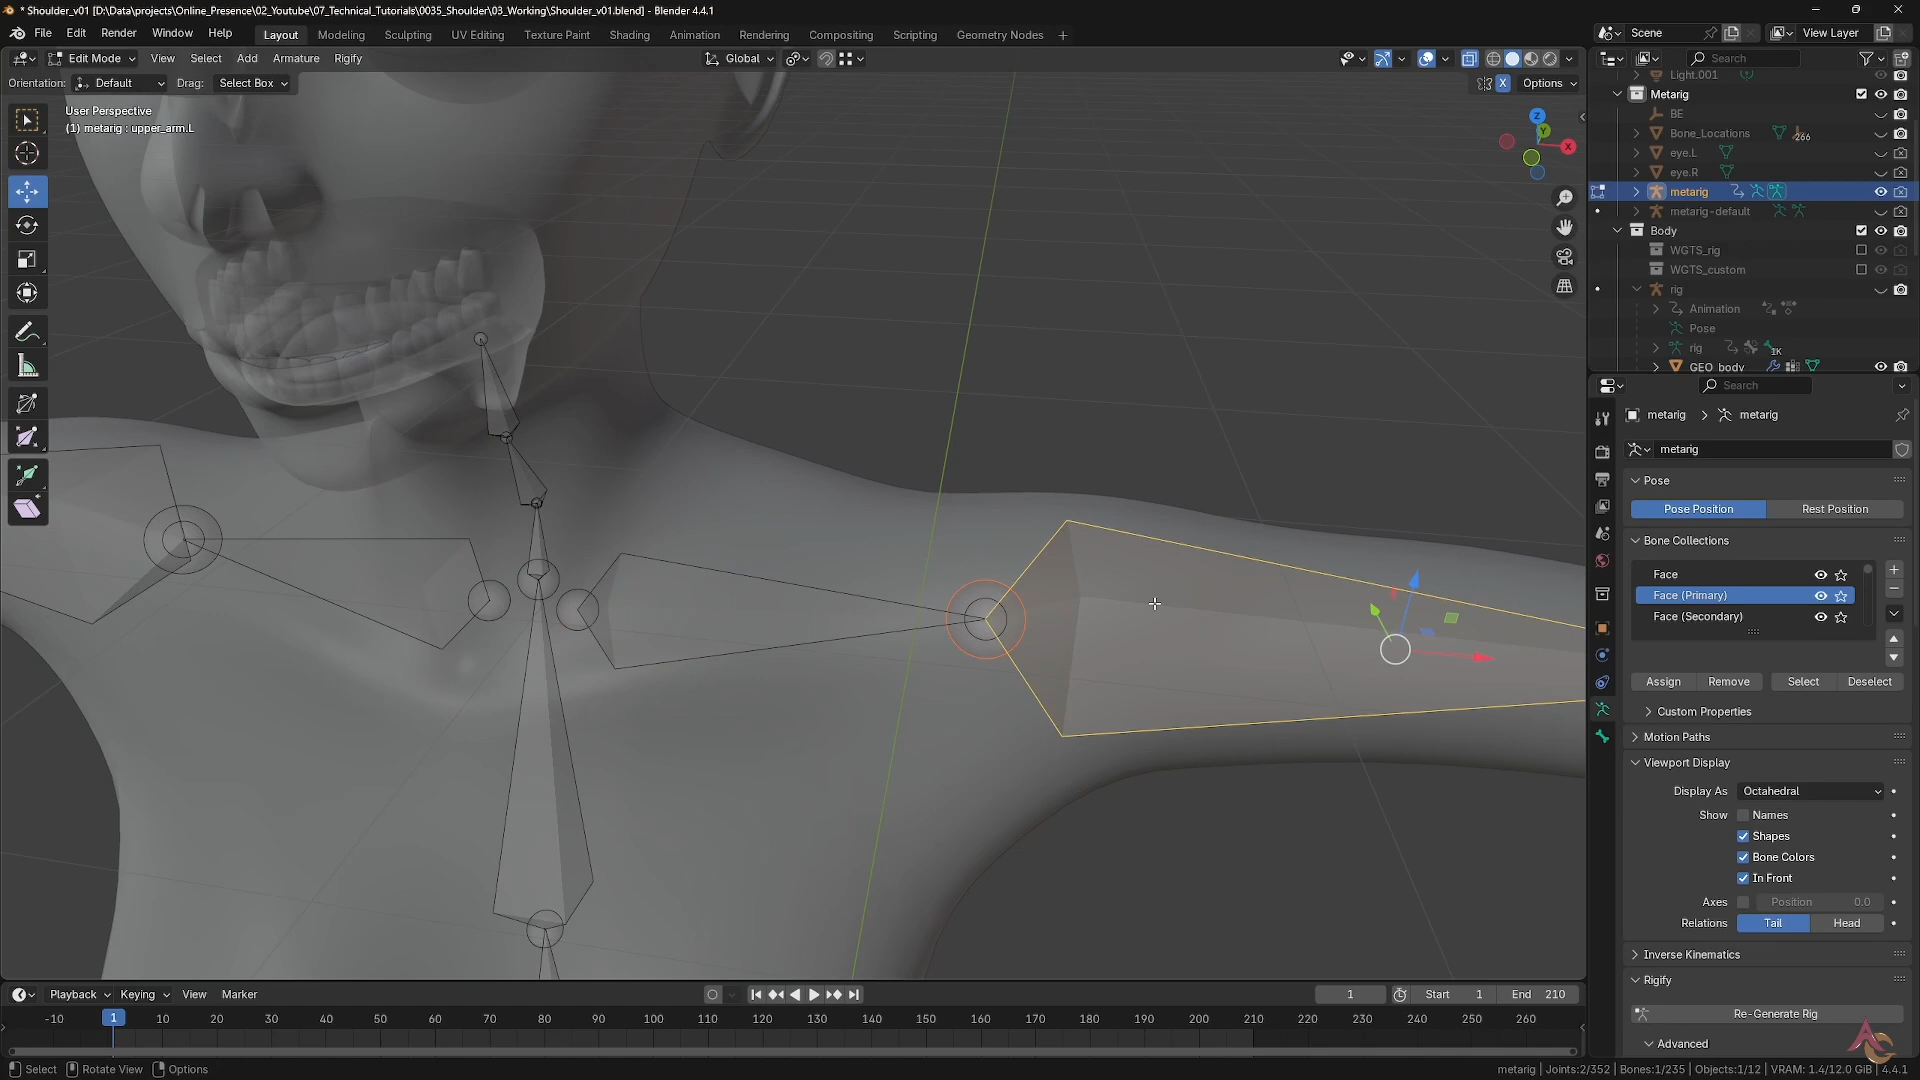 * Shoulder_v01 [D:\Data\projects\Online_Presence\02_Youtube\07_Technical_Tutorials\0035_Shoulder\03_Working\Shoulder_v01.blend] - Blender 4.4.1
File Edit Render Window Help Layout Modeling Sculpting UV Editing Texture Paint Shading Animation Rendering Compositing Scripting Geometry Nodes + Scene View Layer
Edit Mode View Select Add Armature Rigify Global Search
Orientation: Default Drag: Select Box X Options
User Perspective
(1) metarig : upper_arm.L
Z
Y
X
Light.001
Metarig
BE
Bone_Locations 266
eye.L
eye.R
metarig
metarig-default
Body
WGTS_rig
WGTS_custom
rig
Animation
Pose
rig 1K
GEO_body
Search
metarig > metarig
metarig
Pose
Pose Position Rest Position
Bone Collections
Face
Face (Primary)
Face (Secondary)
Assign Remove Select Deselect
Custom Properties
Motion Paths
Viewport Display
Display As Octahedral
Show Names
Shapes
Bone Colors
In Front
Axes Position 0.0
Relations Tail Head
Inverse Kinematics
Rigify
Re-Generate Rig
Advanced
Playback Keying View Marker 1 Start 1 End 210
-10 1 10 20 30 40 50 60 70 80 90 100 110 120 130 140 150 160 170 180 190 200 210 220 230 240 250 260
Select Rotate View Options metarig | Joints:2/352 | Bones:1/235 | Objects:1/12 | VRAM: 1.4/12.0 GiB | 4.4.1